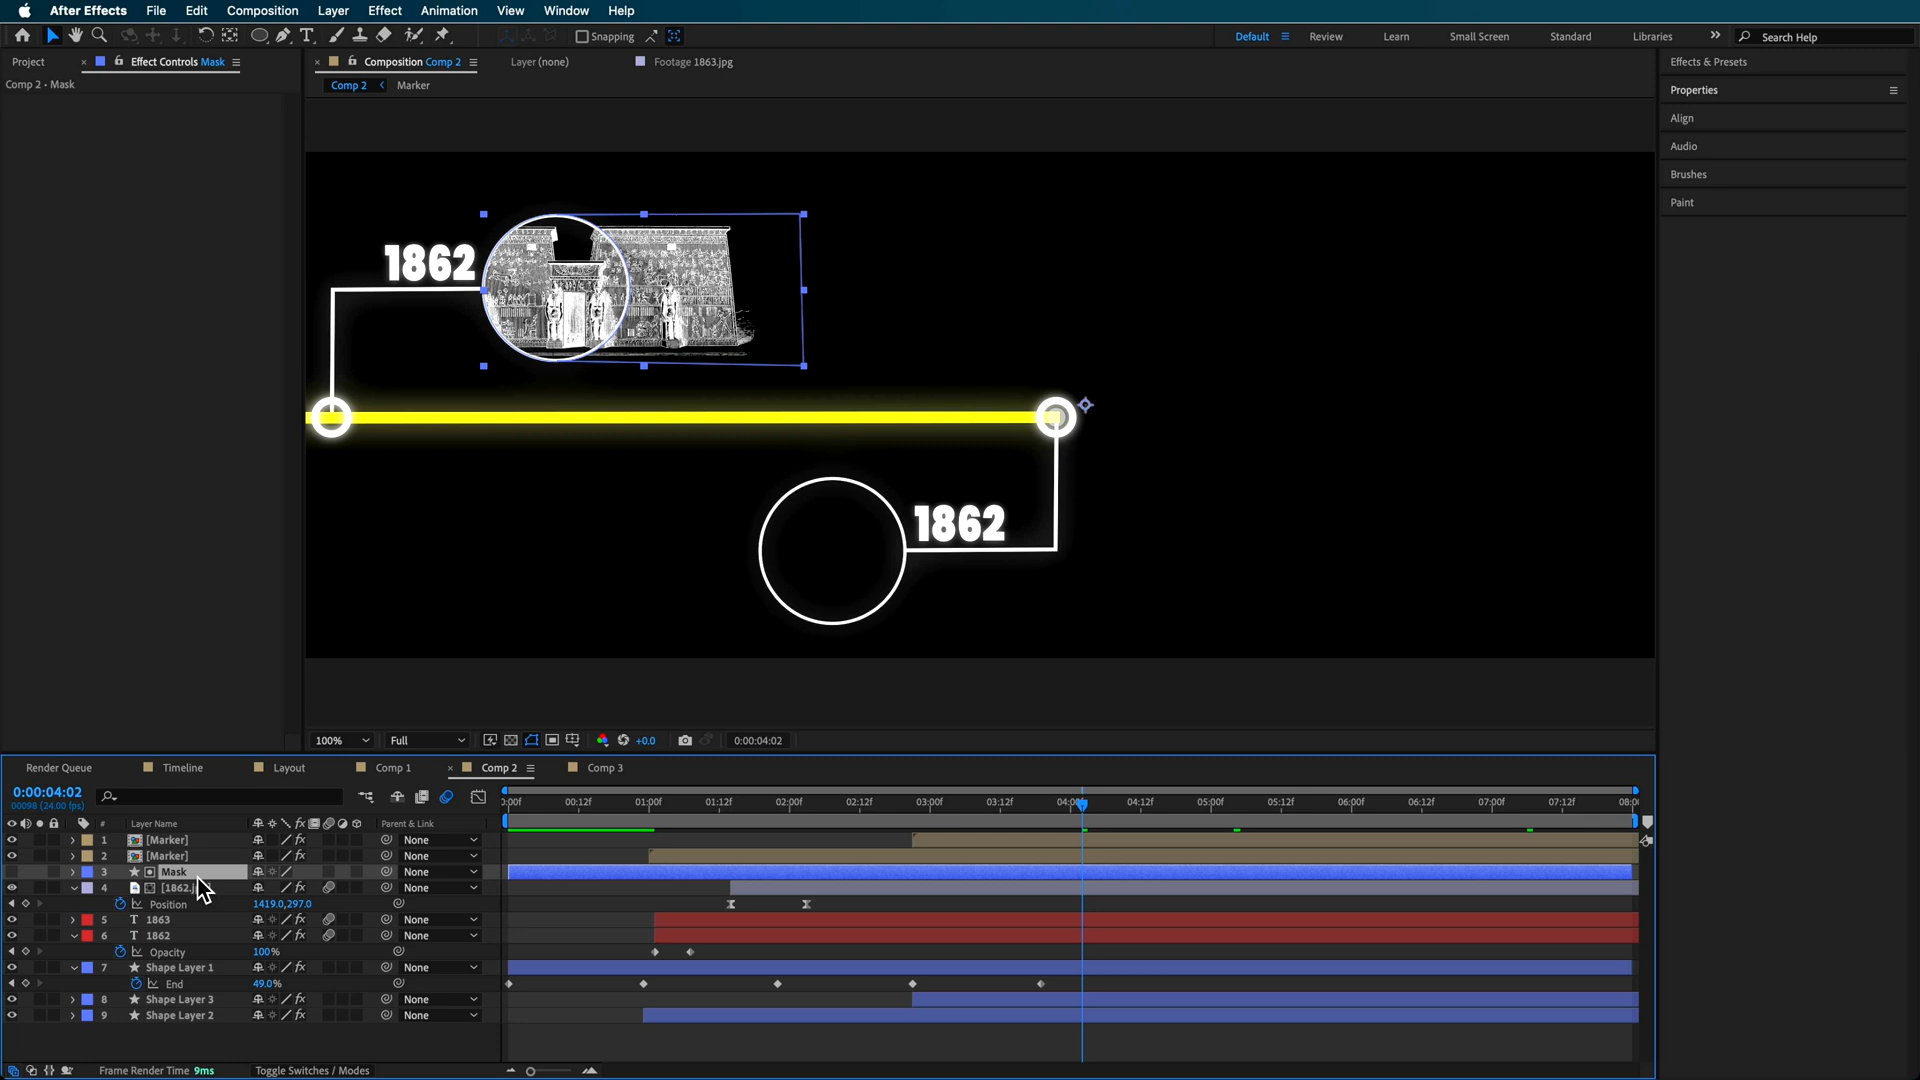 After Effects File Edit Composition Layer Effect Animation View Window Help
Snapping Default Review Learn Small Screen Standard Libraries Search Help
Project Effect Controls Mask Composition Comp 2 Layer (none) Footage 1863.jpg Effects & Presets
Comp 2 • Mask Comp 2 Marker Properties
Align
Audio
Brushes
Paint
1862
1862
100% Full +0.0 0:00:04:02
Render Queue Timeline Layout Comp 1 Comp 2 Comp 3
0:00:04:02
00098 (24.00 fps)
:00f 00:12f 01:00f 01:12f 02:00f 02:12f 03:00f 03:12f 04:00f 04:12f 05:00f 05:12f 06:00f 06:12f 07:00f 07:12f 08:0
# Layer Name Parent & Link
1 [Marker] None
2 [Marker] None
3 Mask None
4 [1862.j None
Position 1419.0,297.0
5 T 1863 None
6 T 1862 None
Opacity 100%
7 Shape Layer 1 None
End 49.0%
8 Shape Layer 3 None
9 Shape Layer 2 None
Frame Render Time 9ms Toggle Switches / Modes